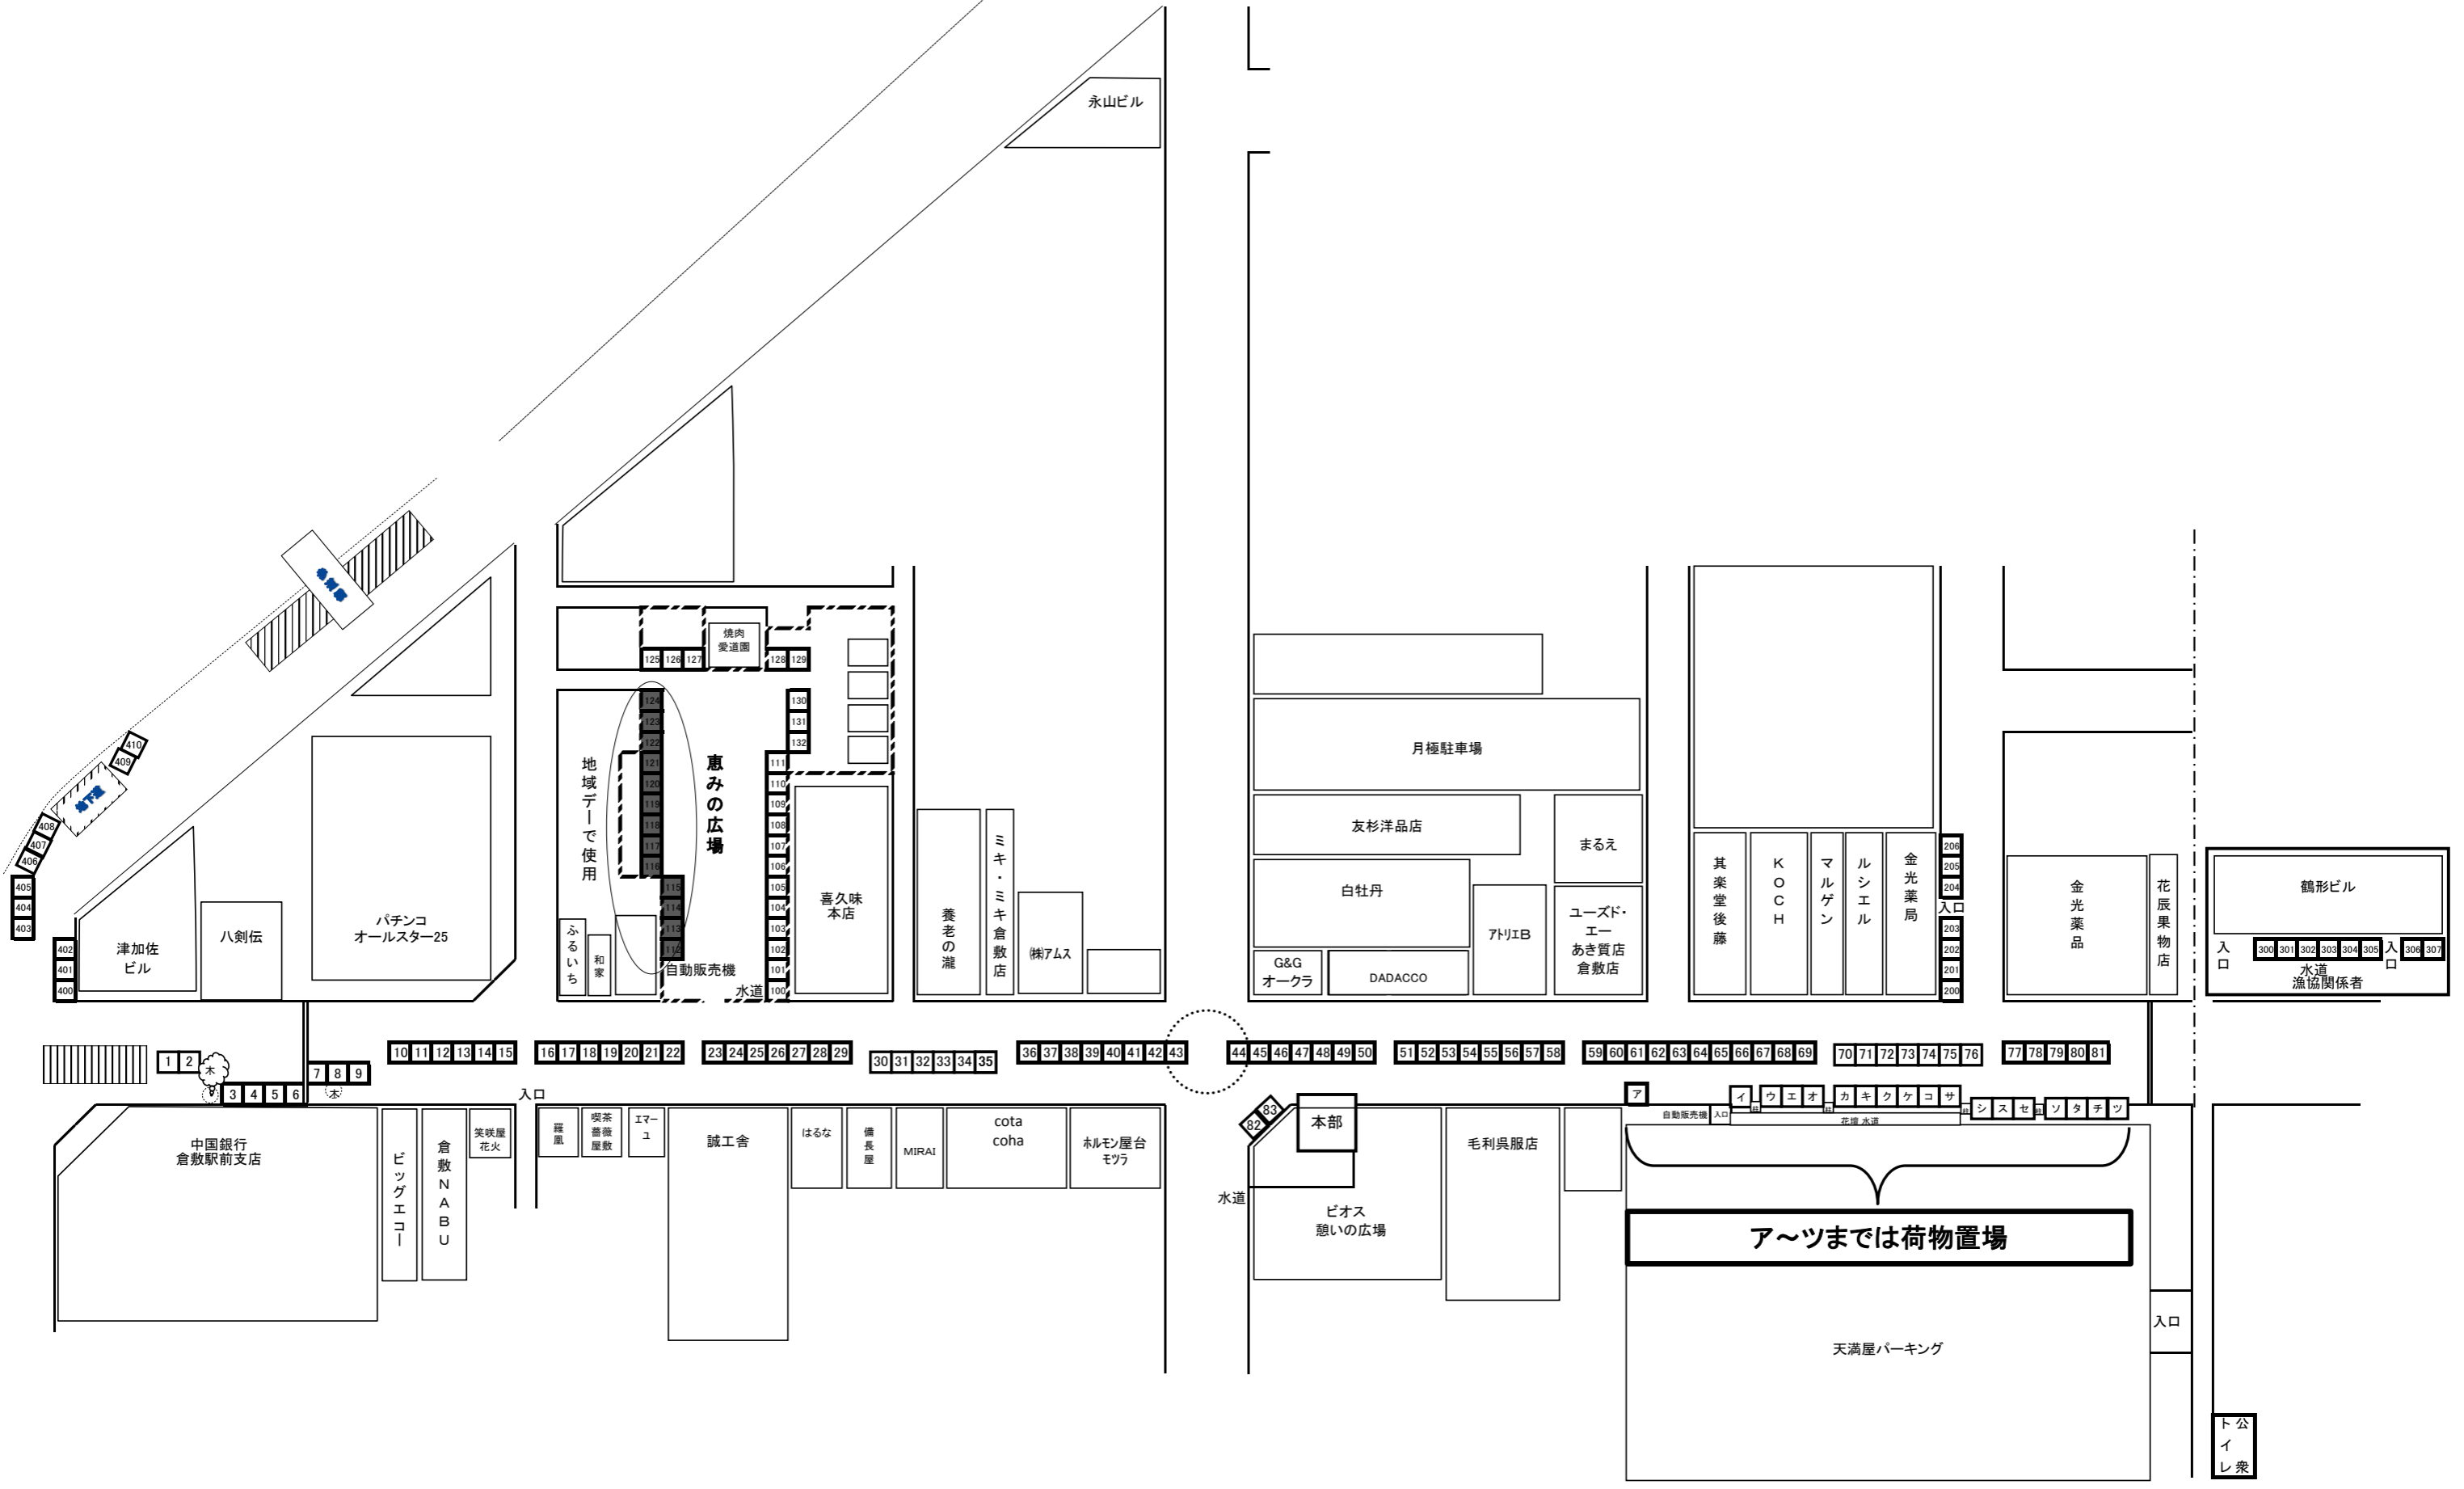 永山ビル
焼肉
愛道園
125 126 127
128 129
124
123
122
121
120
119
118
117
116
115
114
113
112
130
131
132
111
110
109
108
107
106
105
104
103
102
101
100
恵みの広場
地域デーで使用
自動販売機
水道
410
409
地下道
408
407
406
405
404
403
402
401
400
津加佐
ビル
八剣伝
パチンコ
オールスター25
ふるいち
和家
喜久味
本店
養老の瀧
ミキ・ミキ倉敷店
㈱アムス
月極駐車場
友杉洋品店
まるえ
白牡丹
アトリエB
ユーズド・
エー
あき質店
倉敷店
G&G
オークラ
DADACCO
其楽堂後藤
KOCH
マルゲン
ルシエル
金光薬局
206
205
204
入口
203
202
201
200
金光薬品
花辰果物店
鶴形ビル
入口
300 301 302 303 304 305
入口
306 307
水道
漁協関係者
1 2
木
3 4 5 6
7 8 9
木
10 11 12 13 14 15
16 17 18 19 20 21 22
23 24 25 26 27 28 29
30 31 32 33 34 35
36 37 38 39 40 41 42 43
44 45 46 47 48 49 50
51 52 53 54 55 56 57 58
59 60 61 62 63 64 65 66 67 68 69
70 71 72 73 74 75 76
77 78 79 80 81
入口
83
82
本部
ア
イ
ウ エ オ
カ キ ク ケ コ サ
シ ス セ
ソ タ チ ツ
自動販売機
入口
花壇 水道
中国銀行
倉敷駅前支店
ビッグエコー
倉敷NABU
笑咲屋
花火
羅風
喫茶
薔薇
屋敷
エマー
ュ
誠工舎
はるな
備長屋
MIRAI
cota
coha
ホルモン屋台
モツラ
水道
ビオス
憩いの広場
毛利呉服店
ア～ツまでは荷物置場
天満屋パーキング
入口
公衆
トイレ